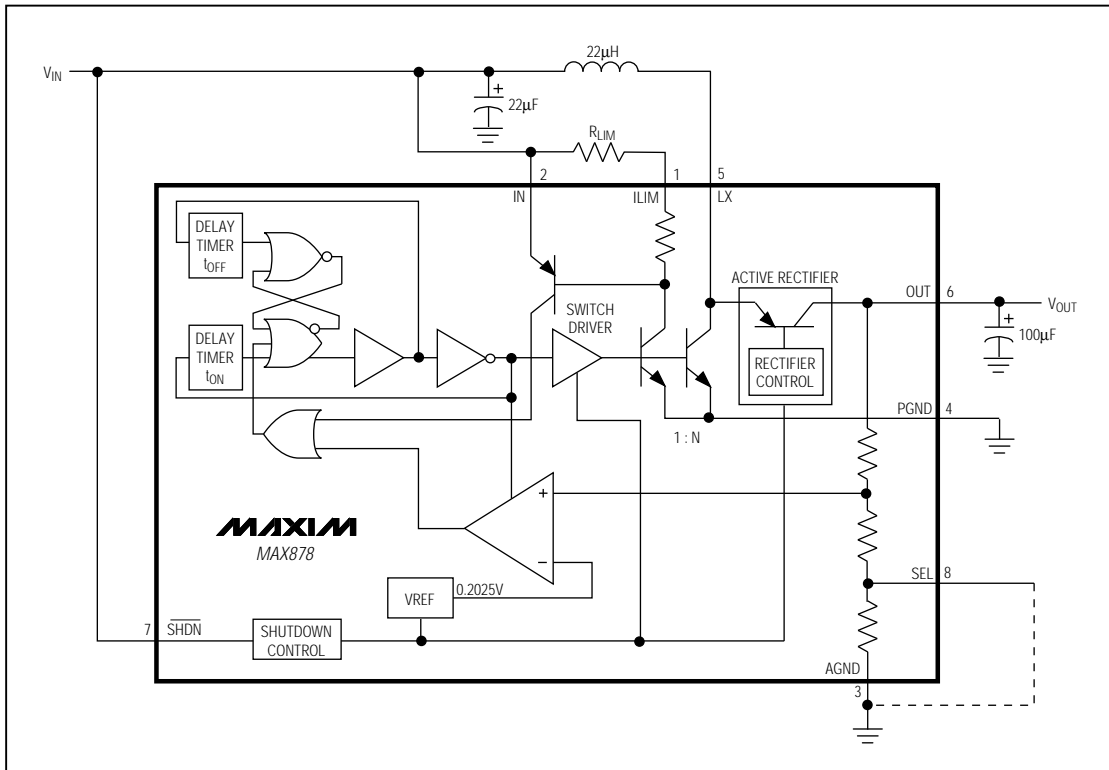 22µH
VIN
+
22µF
RLIM
2
1
5
IN
ILIM
LX
DELAY
TIMER
tOFF
ACTIVE RECTIFIER
SWITCH
DRIVER
OUT
6
VOUT
+
100µF
DELAY
TIMER
tON
RECTIFIER
CONTROL
PGND
4
1 : N
+
MAXIM
MAX878
−
SEL
8
VREF
0.2025V
7
SHDN
SHUTDOWN
CONTROL
AGND
3